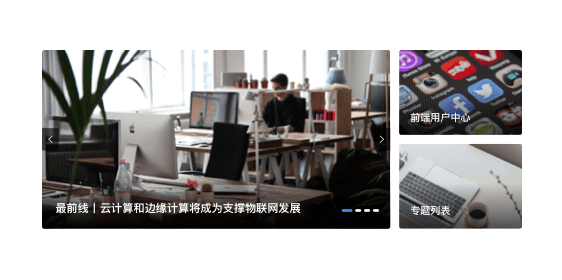 最前线丨云计算和边缘计算将成为支撑物联网发展
前端用户中心
专题列表